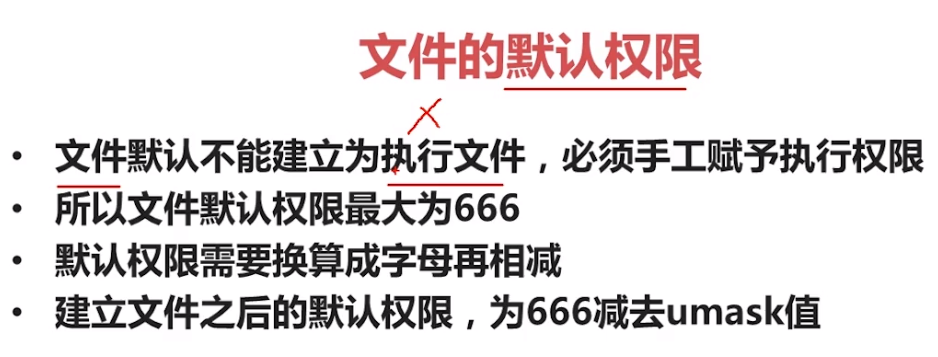 文件的默认权限
• 文件默认不能建立为执行文件，必须手工赋予执行权限
• 所以文件默认权限最大为666
• 默认权限需要换算成字母再相减
• 建立文件之后的默认权限，为666减去umask值